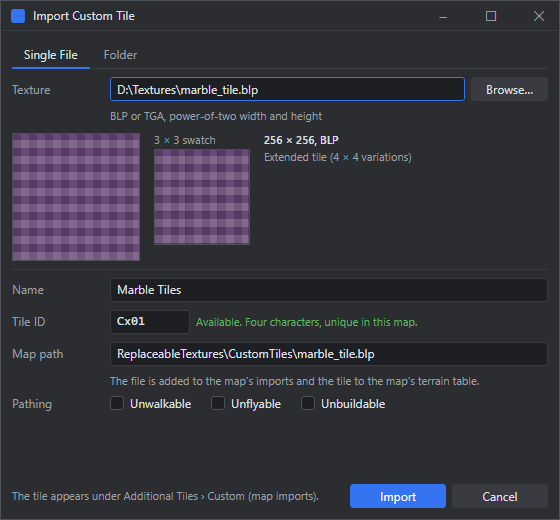 Import Custom Tile
Single File Folder
Texture D:\Textures\marble_tile.blp Browse...
BLP or TGA, power-of-two width and height
3 × 3 swatch 256 × 256, BLP
Extended tile (4 × 4 variations)
Name Marble Tiles
Tile ID Cx01 Available. Four characters, unique in this map.
Map path ReplaceableTextures\CustomTiles\marble_tile.blp
The file is added to the map's imports and the tile to the map's terrain table.
Pathing Unwalkable Unflyable Unbuildable
The tile appears under Additional Tiles › Custom (map imports). Import Cancel